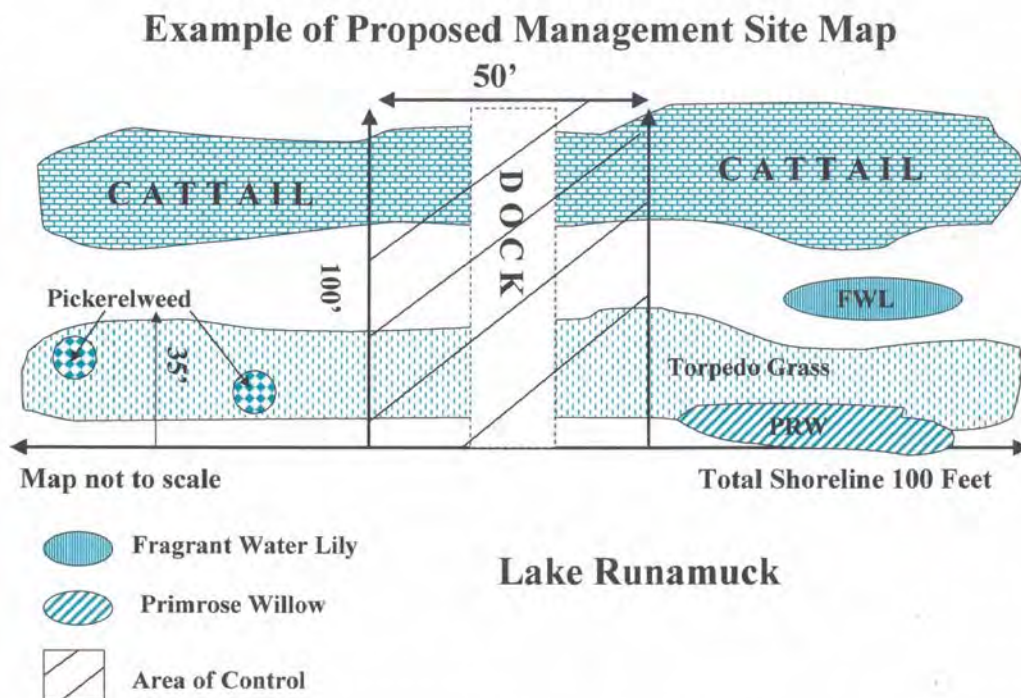 Example of Proposed Management Site Map
50’
CATTAIL
CATTAIL
DOCK
100’
Pickerelweed
FWL
35’
Torpedo Grass
PRW
Map not to scale
Total Shoreline 100 Feet
Fragrant Water Lily
Lake Runamuck
Primrose Willow
Area of Control